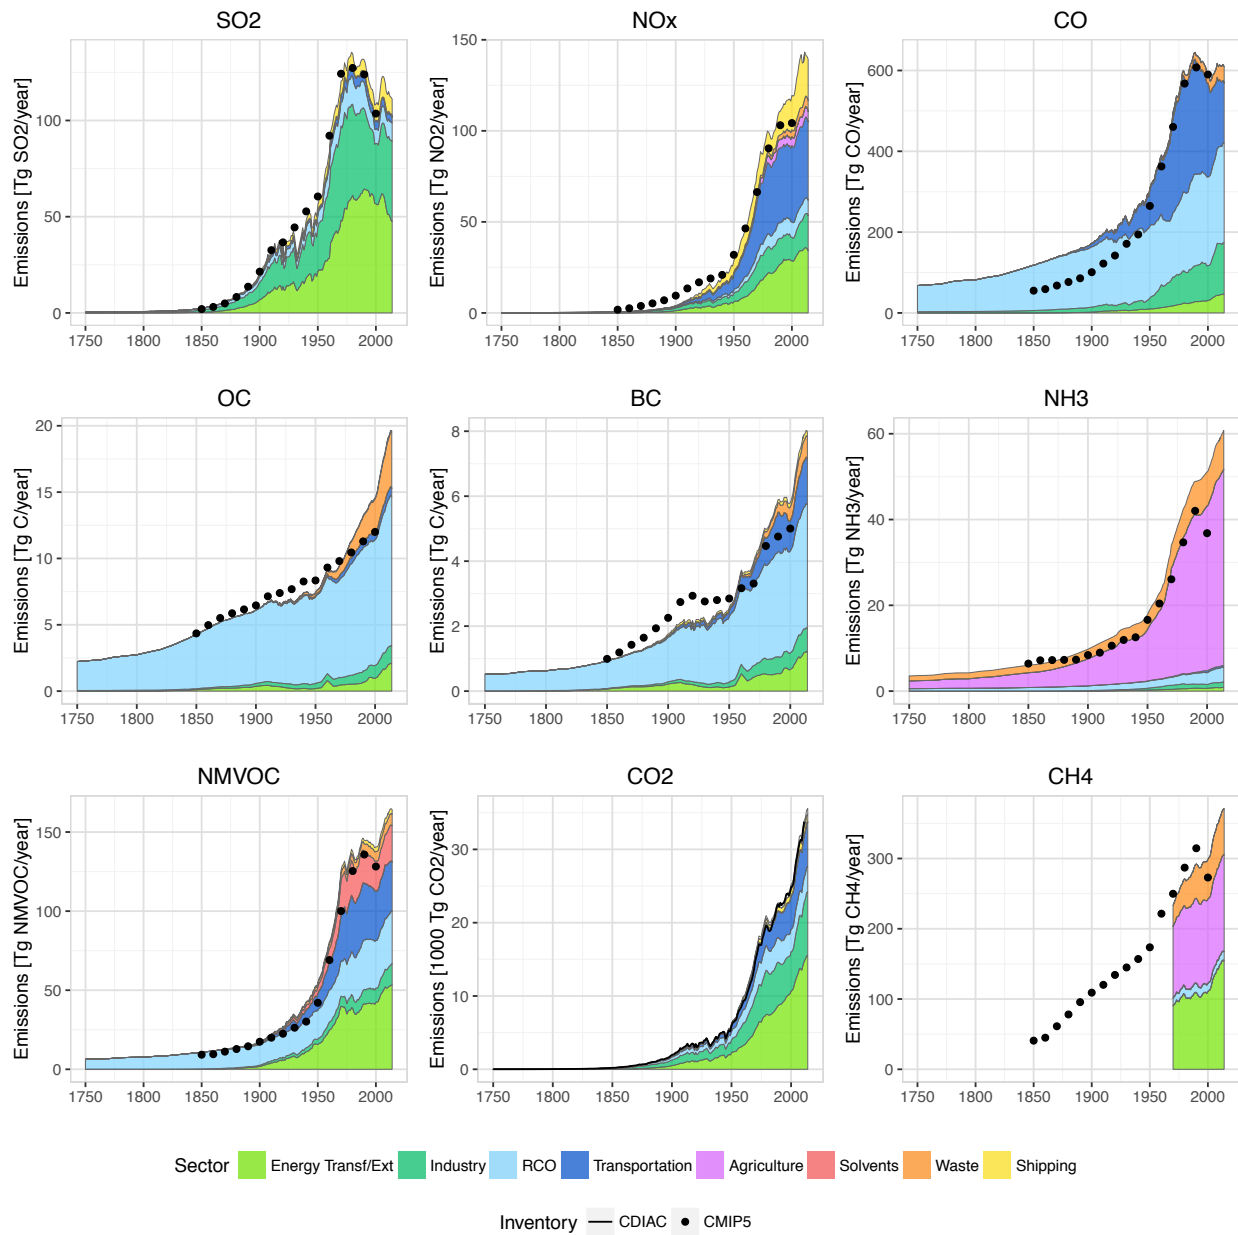 SO2 NOx CO
Emissions [Tg SO2/year]
100
50
0
1750 1800 1850 1900 1950 2000
Emissions [Tg NO2/year]
150
100
50
0
1750 1800 1850 1900 1950 2000
Emissions [Tg CO/year]
600
400
200
0
1750 1800 1850 1900 1950 2000
OC BC NH3
Emissions [Tg C/year]
20
15
10
5
0
1750 1800 1850 1900 1950 2000
Emissions [Tg C/year]
8
6
4
2
0
1750 1800 1850 1900 1950 2000
Emissions [Tg NH3/year]
60
40
20
0
1750 1800 1850 1900 1950 2000
NMVOC CO2 CH4
Emissions [Tg NMVOC/year]
150
100
50
0
1750 1800 1850 1900 1950 2000
Emissions [1000 Tg CO2/year]
30
20
10
0
1750 1800 1850 1900 1950 2000
Emissions [Tg CH4/year]
300
200
100
0
1750 1800 1850 1900 1950 2000
Sector Energy Transf/Ext Industry RCO Transportation Agriculture Solvents Waste Shipping
Inventory CDIAC CMIP5